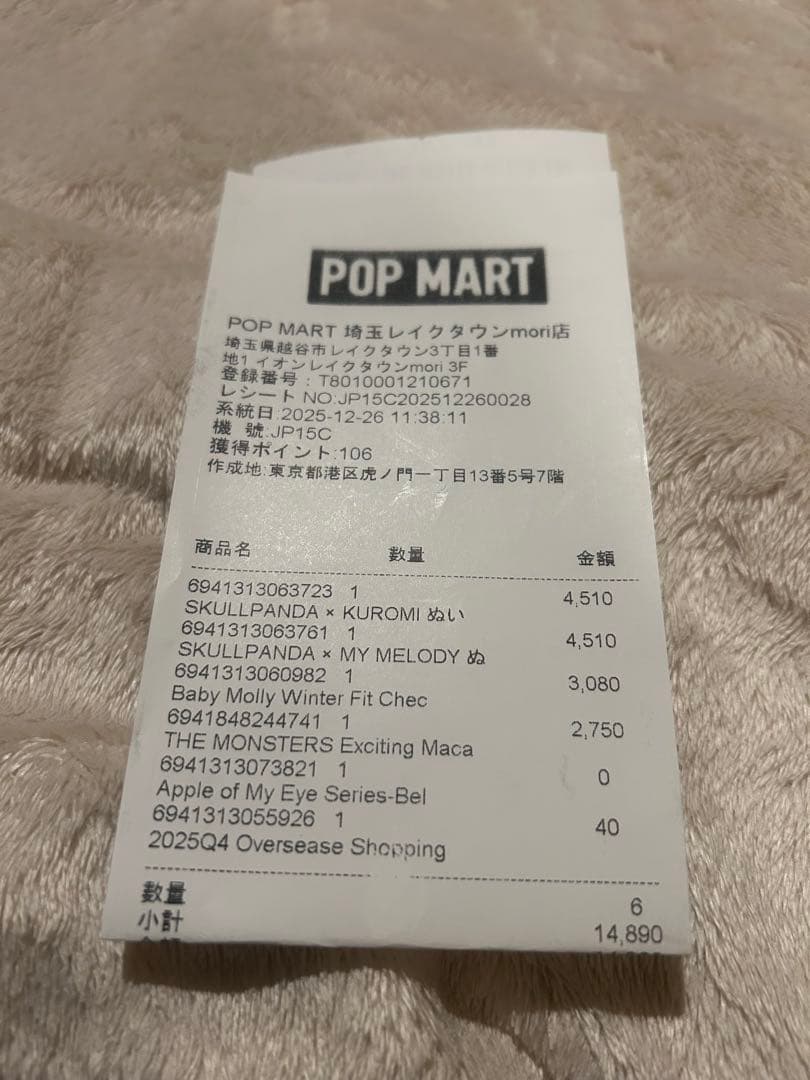 POP MART
POP MART 埼玉レイクタウンmori店
埼玉県越谷市レイクタウン3丁目1番
地1 イオンレイクタウンmori 3F
登録番号：T8010001210671
レシート NO:JP15C202512260028
系統日:2025-12-26 11:38:11
機 號:JP15C
獲得ポイント:106
作成地:東京都港区虎ノ門一丁目13番5号7階
商品名 數量 金額
6941313063723 1 4,510
SKULLPANDA × KUROMI ぬい
6941313063761 1 4,510
SKULLPANDA × MY MELODY ぬ
6941313060982 1 3,080
Baby Molly Winter Fit Chec
6941848244741 1 2,750
THE MONSTERS Exciting Maca
6941313073821 1 0
Apple of My Eye Series-Bel
6941313055926 1 40
2025Q4 Oversease Shopping
數量 6
小計 14,890